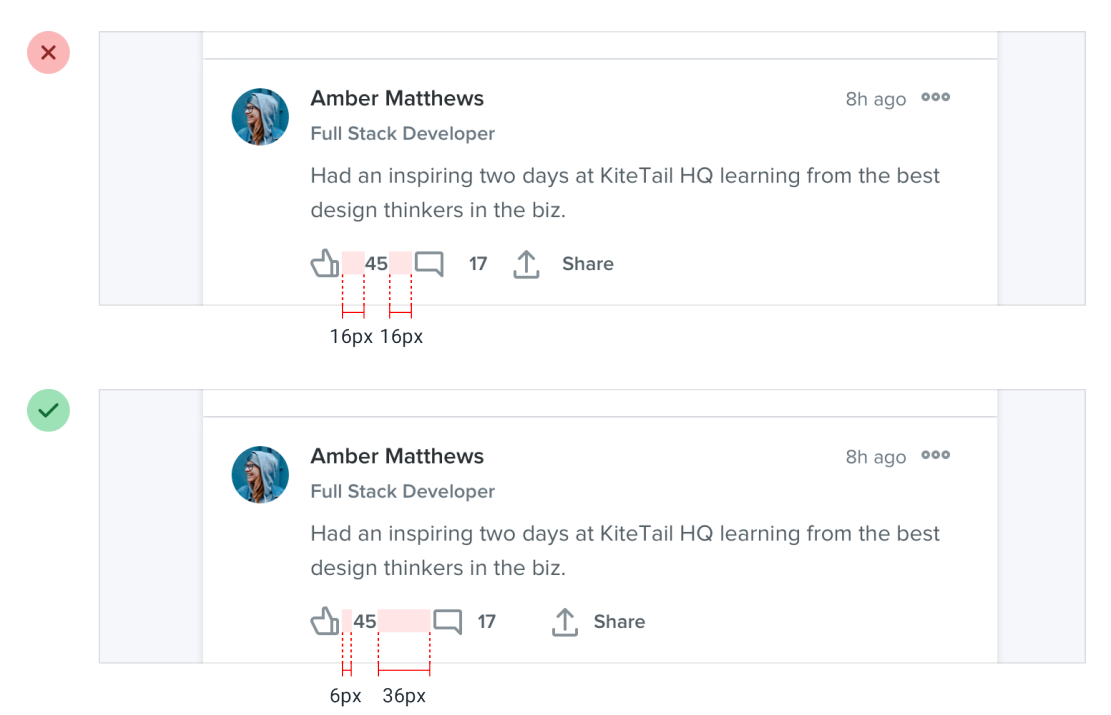 Amber Matthews
8h ago
Full Stack Developer
Had an inspiring two days at KiteTail HQ learning from the best
design thinkers in the biz.
45 17 Share
16px 16px
Amber Matthews
8h ago
Full Stack Developer
Had an inspiring two days at KiteTail HQ learning from the best
design thinkers in the biz.
45 17 Share
6px 36px